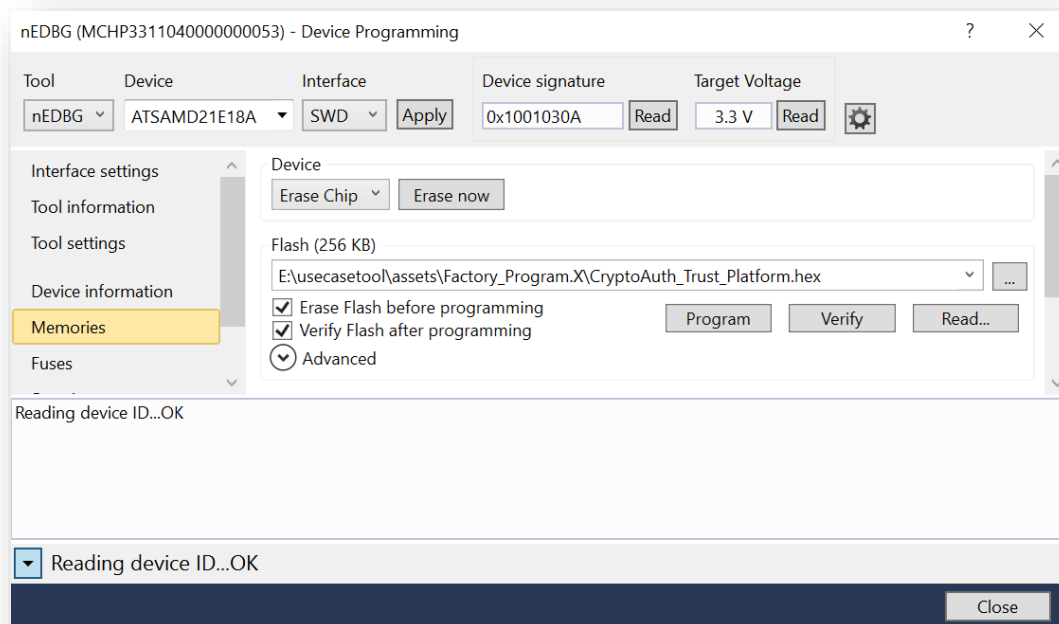 nEDBG (MCHP3311040000000053) - Device Programming
?
Tool Device Interface Device signature Target Voltage
nEDBG ATSAMD21E18A SWD Apply 0x1001030A Read 3.3 V Read
Interface settings
Tool information
Tool settings
Device information
Memories
Fuses
Device
Erase Chip Erase now
Flash (256 KB)
E:\usecasetool\assets\Factory_Program.X\CryptoAuth_Trust_Platform.hex ...
Erase Flash before programming
Verify Flash after programming
Program Verify Read...
Advanced
Reading device ID...OK
Reading device ID...OK
Close